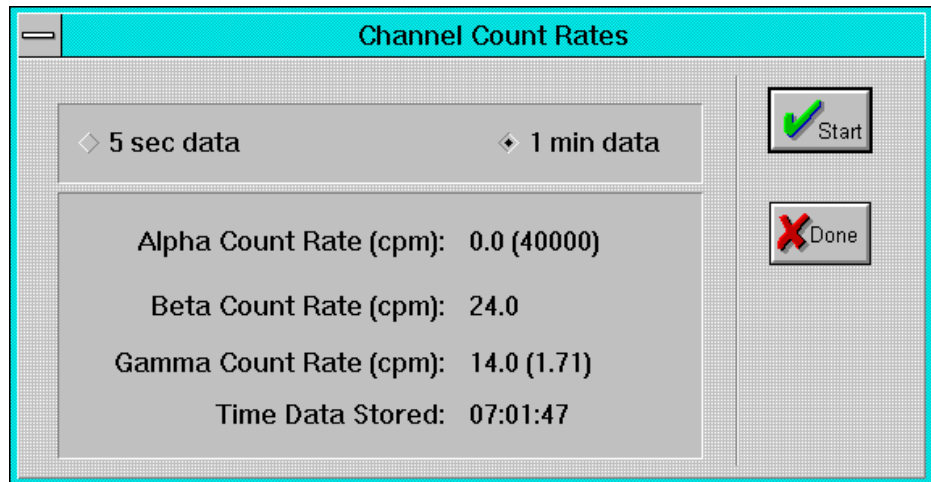 Channel Count Rates
5 sec data
1 min data
Start
Done
Alpha Count Rate (cpm): 0.0 (40000)
Beta Count Rate (cpm): 24.0
Gamma Count Rate (cpm): 14.0 (1.71)
Time Data Stored: 07:01:47